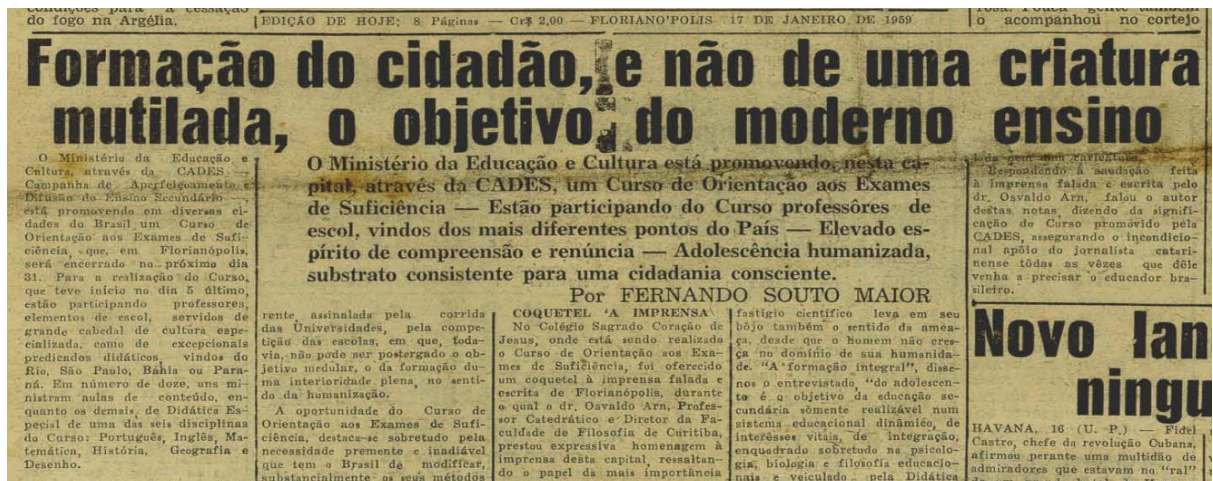 condições para a cessação
do fogo na Argélia.
EDIÇÃO DE HOJE: 8 Páginas — Cr$ 2,00 — FLORIANO'POLIS 17 DE JANEIRO DE 1959
o acompanhou no cortejo
Formação do cidadão, e não de uma criatura
mutilada, o objetivo do moderno ensino
O Ministério da Educação e
Cultura, através da CADES —
Campanha de Aperfeiçoamento e
Difusão do Ensino Secundário —
está promovendo em diversas ci-
dades do Brasil um Curso de
Orientação aos Exames de Sufi-
ciência, que, em Florianópolis,
será encerrado no próximo dia
31. Para a realização do Curso,
que teve início no dia 5 último,
estão participando professores,
elementos de escol, servidos de
grande cabedal de cultura espe-
cializada, como de excepcionais
predicados didáticos, vindos do
Rio, São Paulo, Bahia ou Para-
ná. Em número de doze, uns mi-
nistram aulas de conteúdo, en-
quanto os demais, de Didática Es-
pecial de uma das seis disciplinas
do Curso: Português, Inglês, Ma-
temática, História, Geografia e
Desenho.
O Ministério da Educação e Cultura está promovendo, nesta ca-
pital, através da CADES, um Curso de Orientação aos Exames
de Suficiência — Estão participando do Curso professôres de
escol, vindos dos mais diferentes pontos do País — Elevado es-
pírito de compreensão e renúncia — Adolescência humanizada,
substrato consistente para uma cidadania consciente.
Por FERNANDO SOUTO MAIOR
rente, assinalada pela corrida
das Universidades, pela compe-
tição das escolas, em que, toda-
via, não pode ser postergado o ob-
jetivo medular, o da formação du-
ma interioridade plena, no senti-
do da humanização.
A oportunidade do Curso de
Orientação aos Exames de Sufi-
ciência, destaca-se sobretudo pela
necessidade premente e inadiável
que tem o Brasil de modificar,
substancialmente os seus métodos
COQUETEL 'A IMPRENSA
No Colégio Sagrado Coração de
Jesus, onde está sendo realizado
o Curso de Orientação aos Exa-
mes de Suficiência, foi oferecido
um coquetel à imprensa falada e
escrita de Florianópolis, durante
o qual o dr. Osvaldo Arn, Profes-
sor Catedrático e Diretor da Fa-
culdade de Filosofia de Curitiba,
prestou expressiva homenagem à
imprensa desta capital, ressaltan-
do o papel da mais importância
fastígio científico leva em seu
bôjo também o sentido da amea-
ça, desde que o homem não cres-
ça no domínio de sua humanida-
de. "A formação integral", disse-
nos o entrevistado, "do adolescen-
te é o objetivo da educação se-
cundária sòmente realizável num
sistema educacional dinâmico, de
interêsses vitais, de integração,
enquadrado sobretudo na psicolo-
gia, biologia e filosofia educacio-
nais e veiculado pela Didática
Respondendo à saudação feita
à imprensa falada e escrita pelo
dr. Osvaldo Arn, falou o autor
destas notas, dizendo da signifi-
cação do Curso promovido pela
CADES, assegurando o incondicio-
nal apôio do jornalista catari-
nense tôdas as vêzes que dêle
venha a precisar o educador bra-
sileiro.
Novo lan
ningu
HAVANA, 16 (U. P.) — Fidel
Castro, chefe da revolução Cubana,
afirmou perante uma multidão de
admiradores que estavam no "ral"